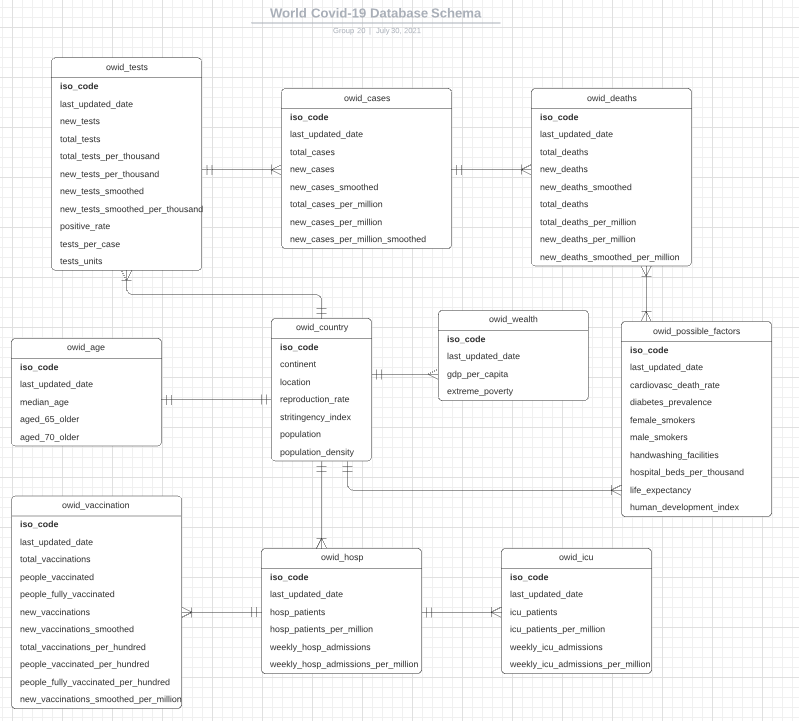 World Covid-19 Database Schema
Group 20 | July 30, 2021
owid_tests
iso_code
last_updated_date
new_tests
total_tests
total_tests_per_thousand
new_tests_per_thousand
new_tests_smoothed
new_tests_smoothed_per_thousand
positive_rate
tests_per_case
tests_units
owid_cases
iso_code
last_updated_date
total_cases
new_cases
new_cases_smoothed
total_cases_per_million
new_cases_per_million
new_cases_per_million_smoothed
owid_deaths
iso_code
last_updated_date
total_deaths
new_deaths
new_deaths_smoothed
total_deaths
total_deaths_per_million
new_deaths_per_million
new_deaths_smoothed_per_million
owid_age
iso_code
last_updated_date
median_age
aged_65_older
aged_70_older
owid_country
iso_code
continent
location
reproduction_rate
stritingency_index
population
population_density
owid_wealth
iso_code
last_updated_date
gdp_per_capita
extreme_poverty
owid_possible_factors
iso_code
last_updated_date
cardiovasc_death_rate
diabetes_prevalence
female_smokers
male_smokers
handwashing_facilities
hospital_beds_per_thousand
life_expectancy
human_development_index
owid_vaccination
iso_code
last_updated_date
total_vaccinations
people_vaccinated
people_fully_vaccinated
new_vaccinations
new_vaccinations_smoothed
total_vaccinations_per_hundred
people_vaccinated_per_hundred
people_fully_vaccinated_per_hundred
new_vaccinations_smoothed_per_million
owid_hosp
iso_code
last_updated_date
hosp_patients
hosp_patients_per_million
weekly_hosp_admissions
weekly_hosp_admissions_per_million
owid_icu
iso_code
last_updated_date
icu_patients
icu_patients_per_million
weekly_icu_admissions
weekly_icu_admissions_per_million